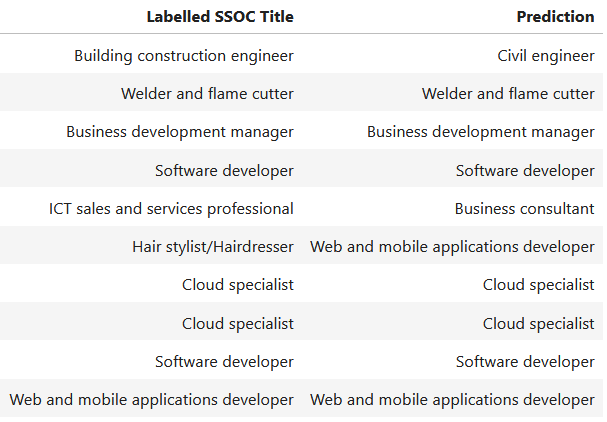 Labelled SSOC Title Prediction
Building construction engineer Civil engineer
Welder and flame cutter Welder and flame cutter
Business development manager Business development manager
Software developer Software developer
ICT sales and services professional Business consultant
Hair stylist/Hairdresser Web and mobile applications developer
Cloud specialist Cloud specialist
Cloud specialist Cloud specialist
Software developer Software developer
Web and mobile applications developer Web and mobile applications developer